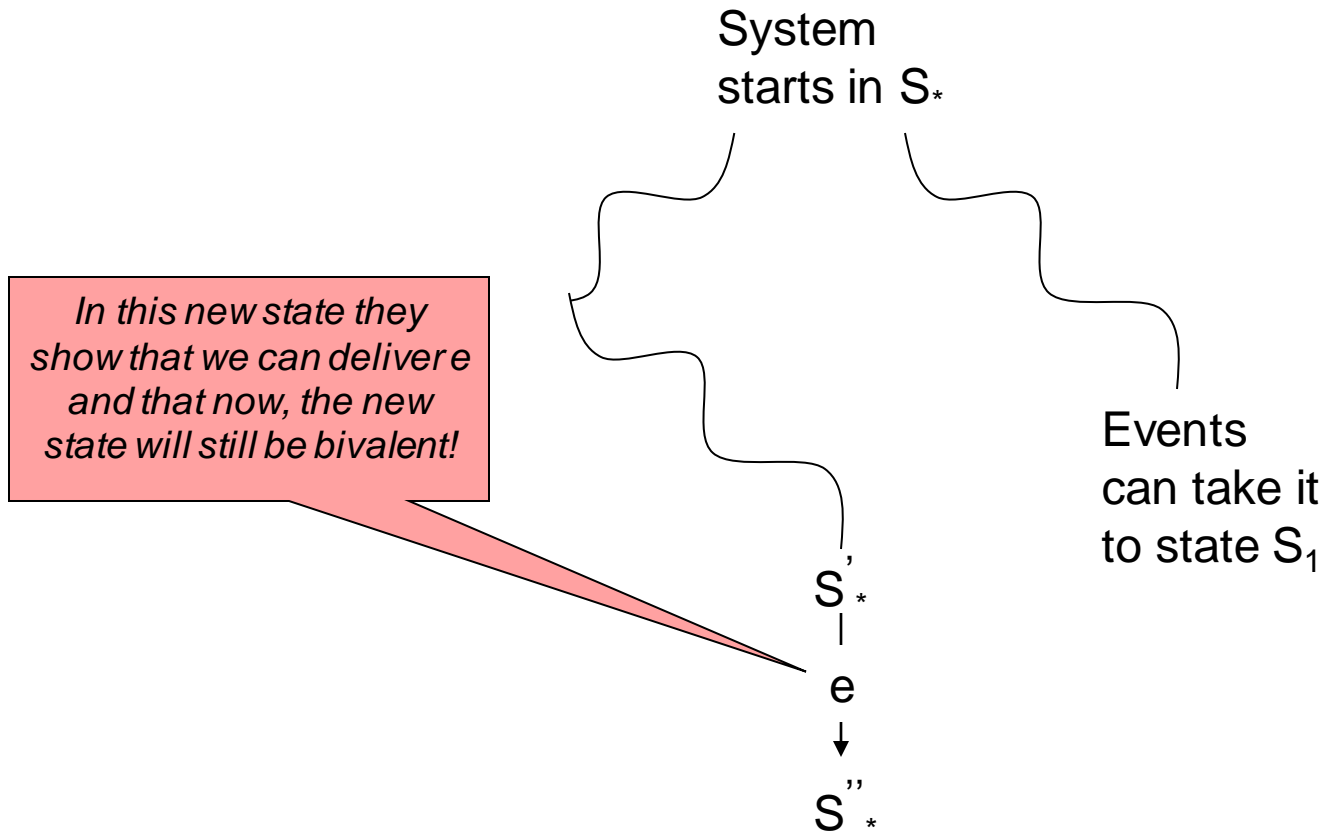 System
starts in S*
In this new state they
show that we can deliver e
and that now, the new
state will still be bivalent!
Events
can take it
to state S₁
S'*
e
S''*